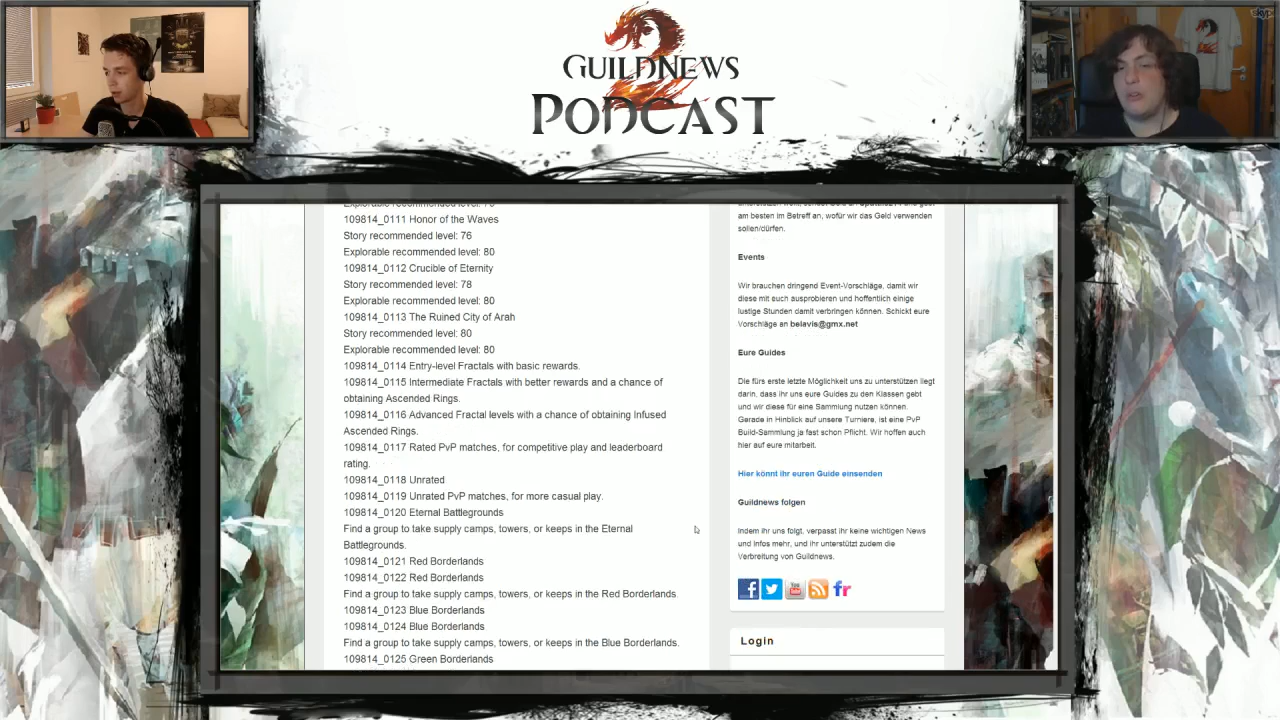 GUILDNEWS
2
PODCAST
skype
109814_0111 Honor of the Waves
Story recommended level: 76
Explorable recommended level: 80
109814_0112 Crucible of Eternity
Story recommended level: 78
Explorable recommended level: 80
109814_0113 The Ruined City of Arah
Story recommended level: 80
Explorable recommended level: 80
109814_0114 Entry-level Fractals with basic rewards.
109814_0115 Intermediate Fractals with better rewards and a chance of
obtaining Ascended Rings.
109814_0116 Advanced Fractal levels with a chance of obtaining Infused
Ascended Rings.
109814_0117 Rated PvP matches, for competitive play and leaderboard
rating.
109814_0118 Unrated
109814_0119 Unrated PvP matches, for more casual play.
109814_0120 Eternal Battlegrounds
Find a group to take supply camps, towers, or keeps in the Eternal
Battlegrounds.
109814_0121 Red Borderlands
109814_0122 Red Borderlands
Find a group to take supply camps, towers, or keeps in the Red Borderlands.
109814_0123 Blue Borderlands
109814_0124 Blue Borderlands
Find a group to take supply camps, towers, or keeps in the Blue Borderlands.
109814_0125 Green Borderlands
am besten im Betreff an, wofür wir das Geld verwenden
sollen/dürfen.
Events
Wir brauchen dringend Event-Vorschläge, damit wir
diese mit euch ausprobieren und hoffentlich einige
lustige Stunden damit verbringen können. Schickt eure
Vorschläge an belavis@gmx.net
Eure Guides
Die fürs erste letzte Möglichkeit uns zu unterstützen liegt
darin, dass ihr uns eure Guides zu den Klassen gebt
und wir diese für eine Sammlung nutzen können.
Gerade in Hinblick auf unsere Turniere, ist eine PvP
Build-Sammlung ja fast schon Pflicht. Wir hoffen auch
hier auf eure mitarbeit.
Hier könnt ihr euren Guide einsenden
Guildnews folgen
Indem ihr uns folgt, verpasst ihr keine wichtigen News
und Infos mehr, und ihr unterstützt zudem die
Verbreitung von Guildnews.
fr
Login